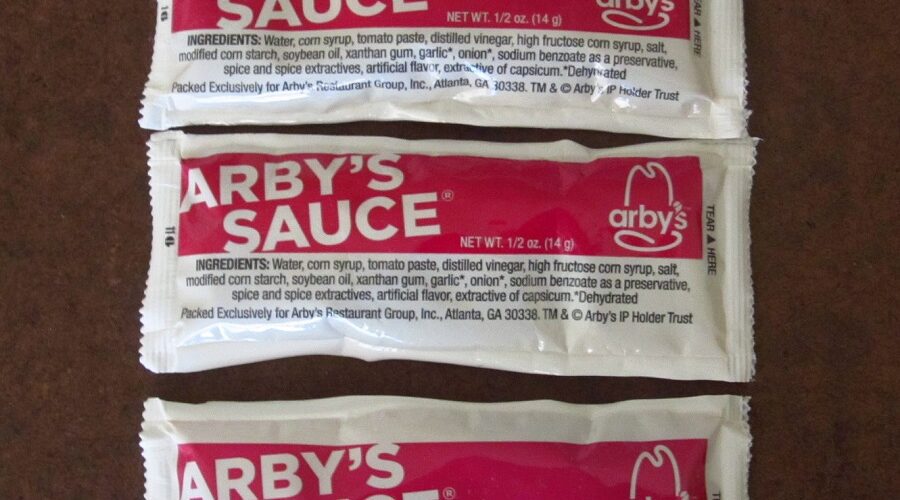 SAUCE®
NET WT. 1/2 oz. (14 g)
arby's
HERE
INGREDIENTS: Water, corn syrup, tomato paste, distilled vinegar, high fructose corn syrup, salt,
modified corn starch, soybean oil, xanthan gum, garlic*, onion*, sodium benzoate as a preservative,
spice and spice extractives, artificial flavor, extractive of capsicum.*Dehydrated
Packed Exclusively for Arby's Restaurant Group, Inc., Atlanta, GA 30338. TM & © Arby's IP Holder Trust
ARBY'S
SAUCE®
NET WT. 1/2 oz. (14 g)
arby's
TEAR ▲ HERE
INGREDIENTS: Water, corn syrup, tomato paste, distilled vinegar, high fructose corn syrup, salt,
modified corn starch, soybean oil, xanthan gum, garlic*, onion*, sodium benzoate as a preservative,
spice and spice extractives, artificial flavor, extractive of capsicum.*Dehydrated
Packed Exclusively for Arby's Restaurant Group, Inc., Atlanta, GA 30338. TM & © Arby's IP Holder Trust
ARBY'S
SAUCE®
arby's